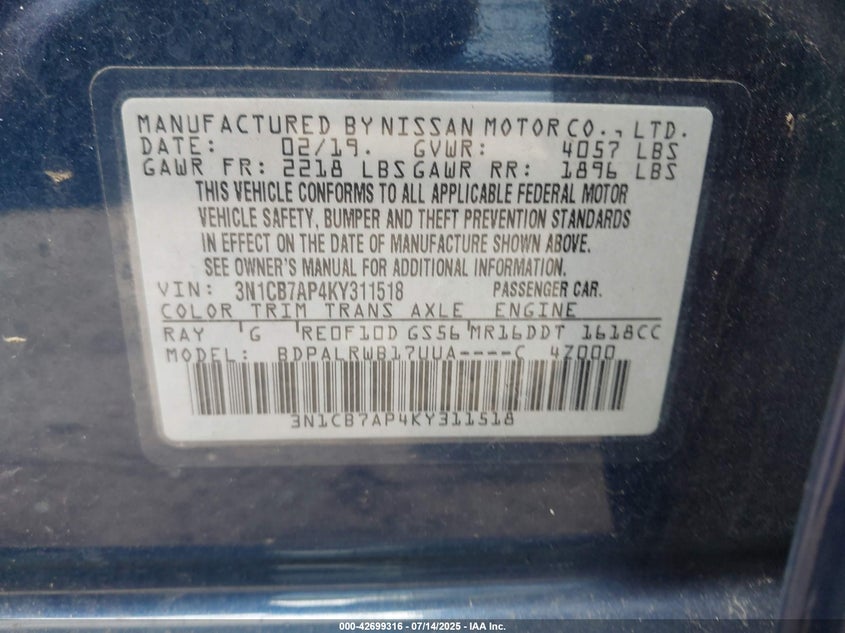 MANUFACTURED BY NISSAN MOTOR CO., LTD.
DATE: 02/19. GVWR: 4057 LBS
GAWR FR: 2218 LBS GAWR RR: 1896 LBS
THIS VEHICLE CONFORMS TO ALL APPLICABLE FEDERAL MOTOR
VEHICLE SAFETY, BUMPER AND THEFT PREVENTION STANDARDS
IN EFFECT ON THE DATE OF MANUFACTURE SHOWN ABOVE.
SEE OWNER'S MANUAL FOR ADDITIONAL INFORMATION.
VIN: 3N1CB7AP4KY311518 PASSENGER CAR.
COLOR TRIM TRANS AXLE ENGINE
RAY G RE0F10D GS56 MR16DDT 1618CC
MODEL: BDPALRWB17UUA----C 4Z000
3N1CB7AP4KY311518
000-42699316 - 07/14/2025 - IAA Inc.